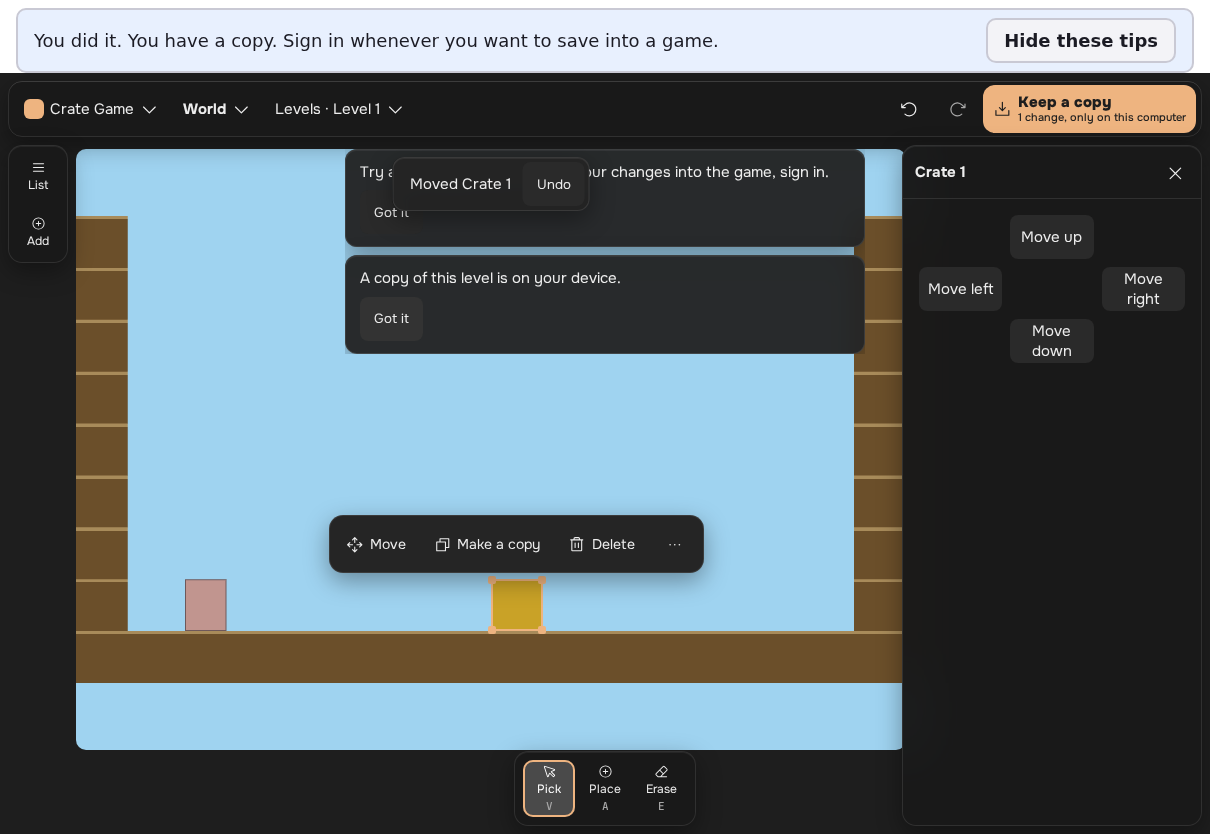 You did it. You have a copy. Sign in whenever you want to save into a game.
Hide these tips
Crate Game
World
Levels · Level 1
Keep a copy
1 change, only on this computer
List
Add
Try
our changes into the game, sign in.
Moved Crate 1
Undo
Got it
A copy of this level is on your device.
Got it
Crate 1
Move up
Move left
Move
right
Move
down
Move
Make a copy
Delete
...
Pick
Place
Erase
V
A
E